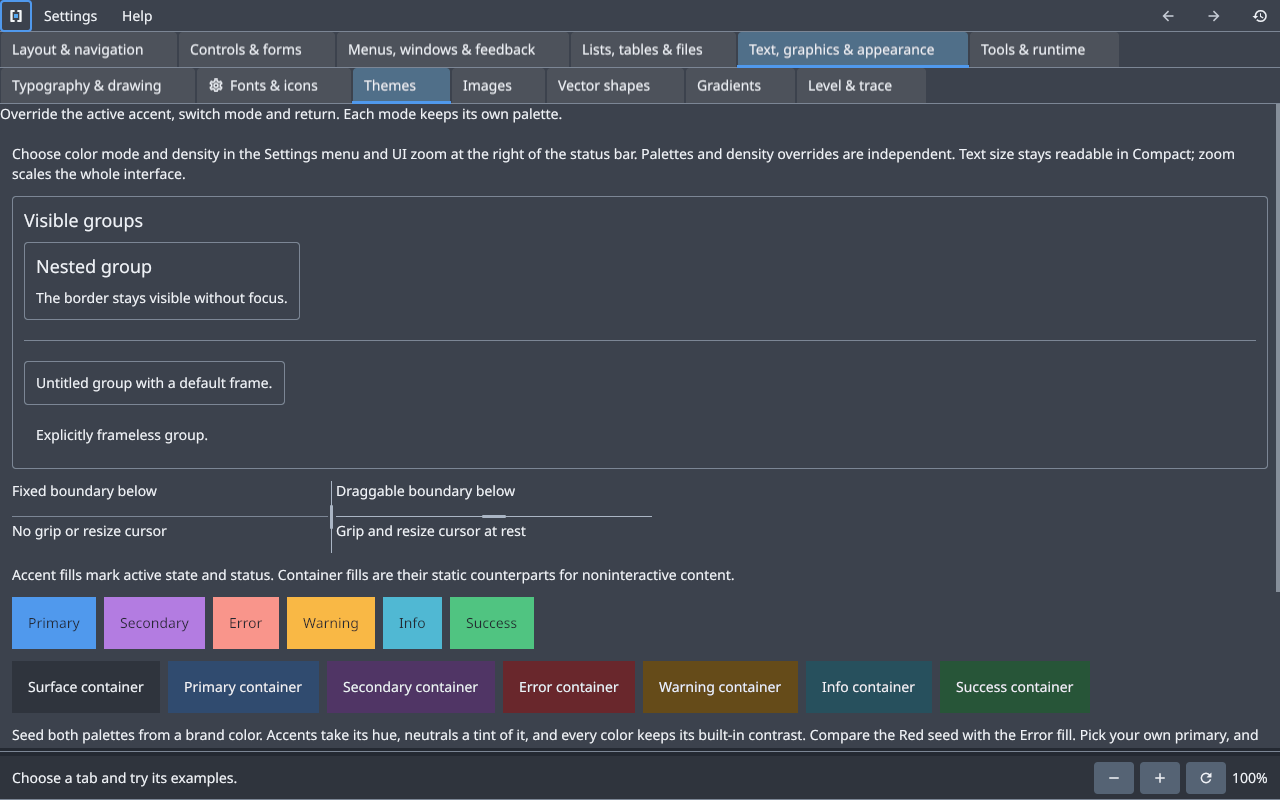 Settings Help
Layout & navigation Controls & forms Menus, windows & feedback Lists, tables & files Text, graphics & appearance Tools & runtime
Typography & drawing Fonts & icons Themes Images Vector shapes Gradients Level & trace
Override the active accent, switch mode and return. Each mode keeps its own palette.
Choose color mode and density in the Settings menu and UI zoom at the right of the status bar. Palettes and density overrides are independent. Text size stays readable in Compact; zoom
scales the whole interface.
Visible groups
Nested group
The border stays visible without focus.
Untitled group with a default frame.
Explicitly frameless group.
Fixed boundary below Draggable boundary below
No grip or resize cursor Grip and resize cursor at rest
Accent fills mark active state and status. Container fills are their static counterparts for noninteractive content.
Primary Secondary Error Warning Info Success
Surface container Primary container Secondary container Error container Warning container Info container Success container
Seed both palettes from a brand color. Accents take its hue, neutrals a tint of it, and every color keeps its built-in contrast. Compare the Red seed with the Error fill. Pick your own primary, and
Choose a tab and try its examples. 100%